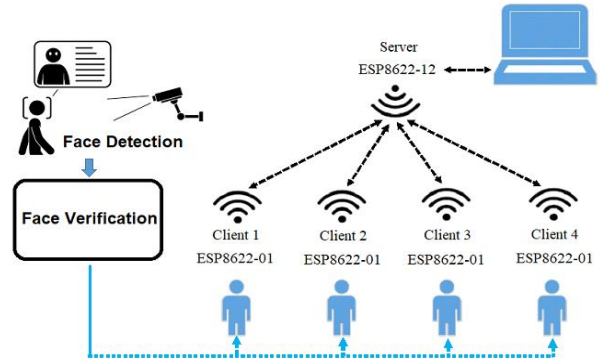 Server
ESP8622-12
Face Detection
Face Verification
Client 1
ESP8622-01
Client 2
ESP8622-01
Client 3
ESP8622-01
Client 4
ESP8622-01